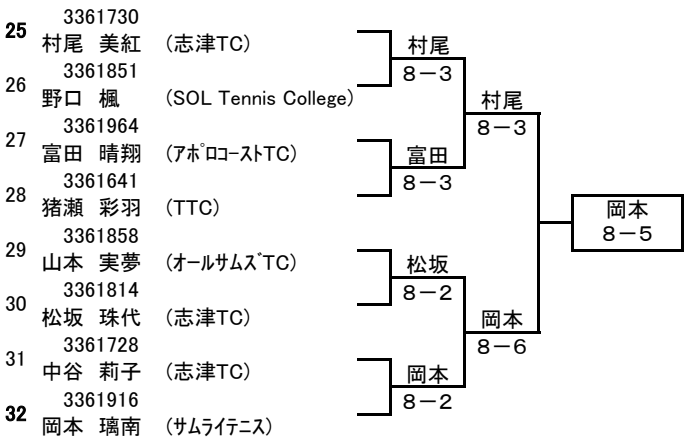 25 3361730
村尾 美紅 (志津TC)
26 3361851
野口 楓 (SOL Tennis College)
27 3361964
富田 晴翔 (アポロコーストTC)
28 3361641
猪瀬 彩羽 (TTC)
29 3361858
山本 実夢 (オールサムズTC)
30 3361814
松坂 珠代 (志津TC)
31 3361728
中谷 莉子 (志津TC)
32 3361916
岡本 璃南 (サムライテニス)
村尾
8-3
富田
8-3
松坂
8-2
岡本
8-2
村尾
8-3
岡本
8-6
岡本
8-5